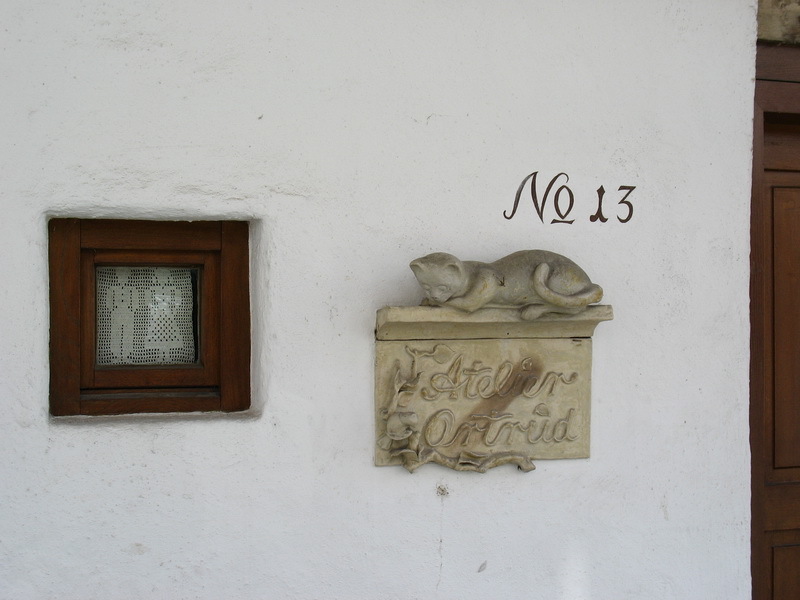 No 13
Atelier
Ortrud